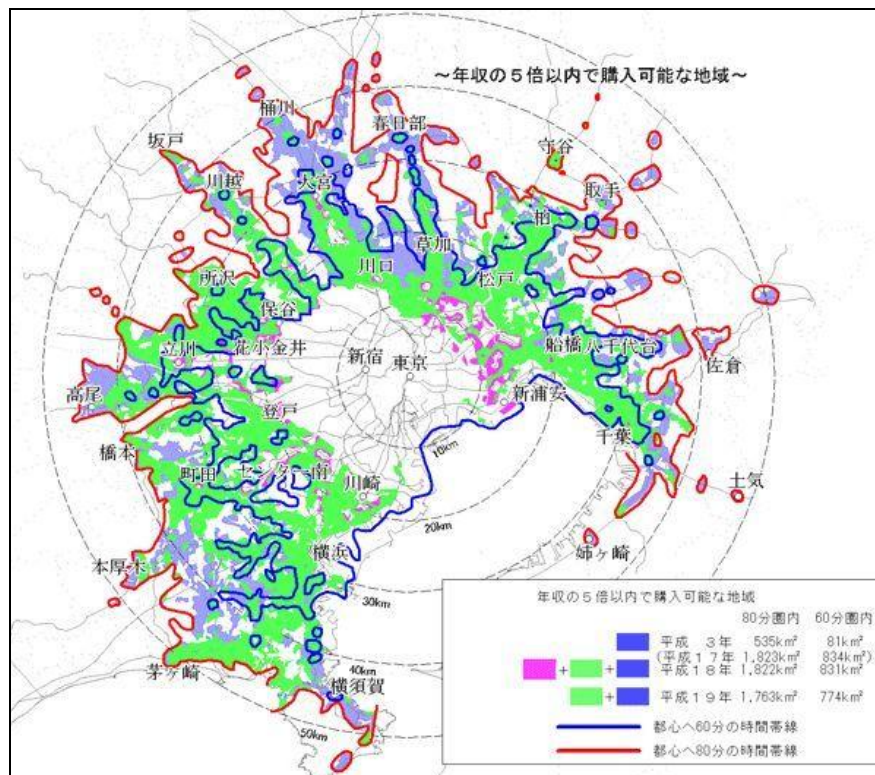 ～年収の５倍以内で購入可能な地域～
桶川
春日部
坂戸
守谷
川越
大宮
取手
柏
草加
川口
松戸
所沢
保谷
船橋
八千代台
立川
花小金井
新宿
東京
佐倉
高尾
新浦安
登戸
千葉
橋本
10km
町田
センター南
川崎
土気
20km
姉ヶ崎
横浜
本厚木
30km
茅ヶ崎
40km
横須賀
50km
年収の５倍以内で購入可能な地域
80分圏内 60分圏内
平成 ３年 535km² 81km²
(平成１７年 1,823km² 834km²)
+ + 平成１８年 1,822km² 831km²
+ 平成１９年 1,763km² 774km²
都心へ60分の時間帯線
都心へ80分の時間帯線